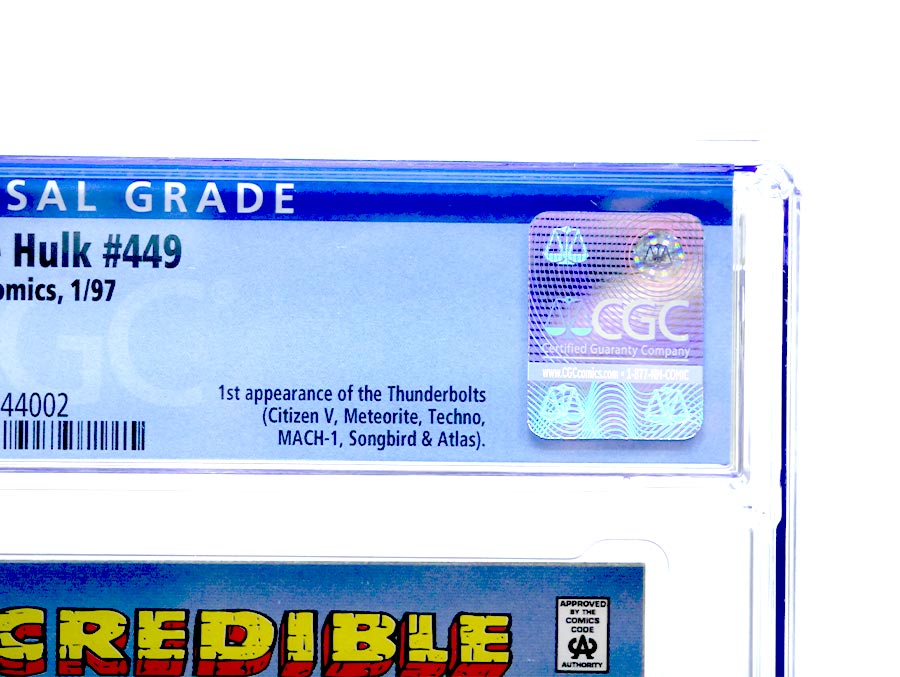 SAL GRADE
Hulk #449
omics, 1/97
CGC
44002
1st appearance of the Thunderbolts
(Citizen V, Meteorite, Techno,
MACH-1, Songbird & Atlas).
CGC
Certified Guaranty Company
www.CGCcomics.com • 1-877-NM-COMIC
CREDIBLE
APPROVED
BY THE
COMICS
CODE
CA
AUTHORITY